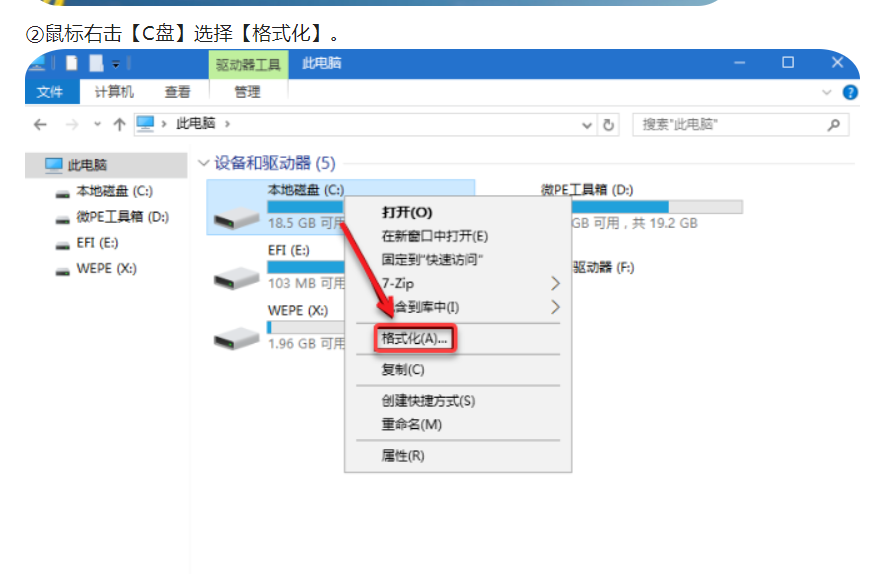 ②鼠标右击【C盘】选择【格式化】。
驱动器工具 此电脑
文件 计算机 查看 管理
此电脑
搜索"此电脑"
此电脑
本地磁盘 (C:)
微PE工具箱 (D:)
EFI (E:)
WEPE (X:)
设备和驱动器 (5)
本地磁盘 (C:)
18.5 GB 可用
EFI (E:)
103 MB 可用
WEPE (X:)
1.96 GB 可用
微PE工具箱 (D:)
GB 可用，共 19.2 GB
驱动器 (F:)
打开(O)
在新窗口中打开(E)
固定到"快速访问"
7-Zip
含到库中(I)
格式化(A)...
复制(C)
创建快捷方式(S)
重命名(M)
属性(R)